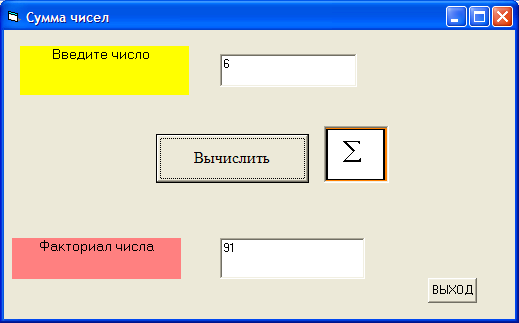 Сумма чисел
Введите число
6
Вычислить
Σ
Факториал числа
91
ВЫХОД